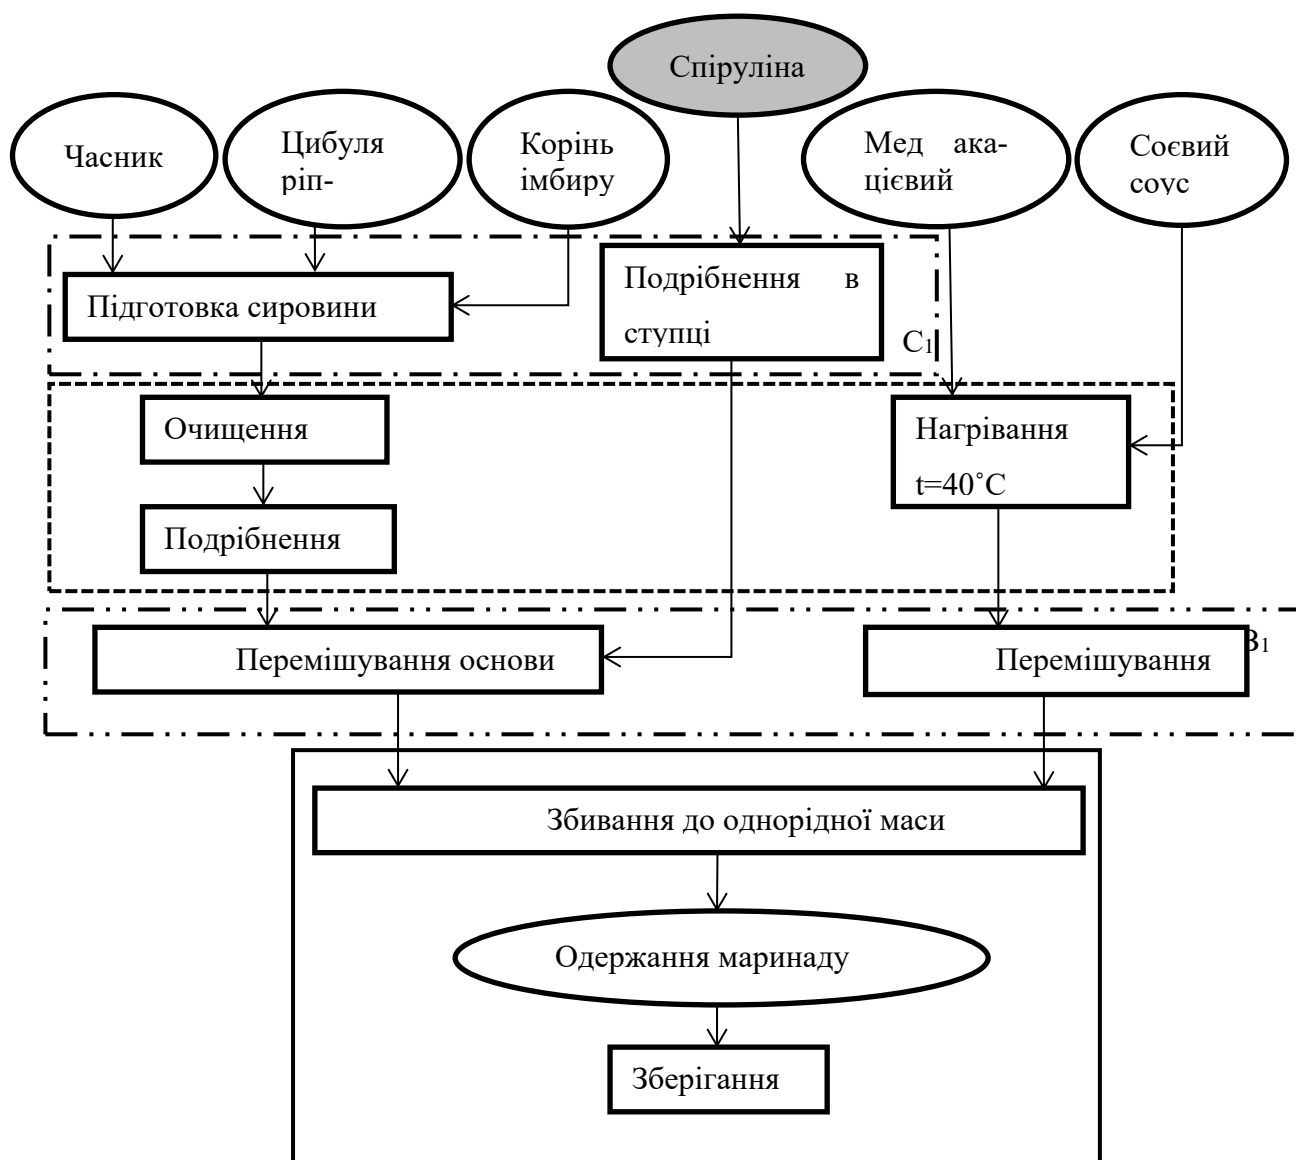 Спіруліна
Часник
Цибуля
ріп-
Корінь
імбиру
Мед ака-
цієвий
Соєвий
соус
Підготовка сировини
Подрібнення в
ступці
С1
Очищення
Нагрівання
t=40˚C
Подрібнення
Перемішування основи
Перемішування
В1
Збивання до однорідної маси
Одержання маринаду
Зберігання